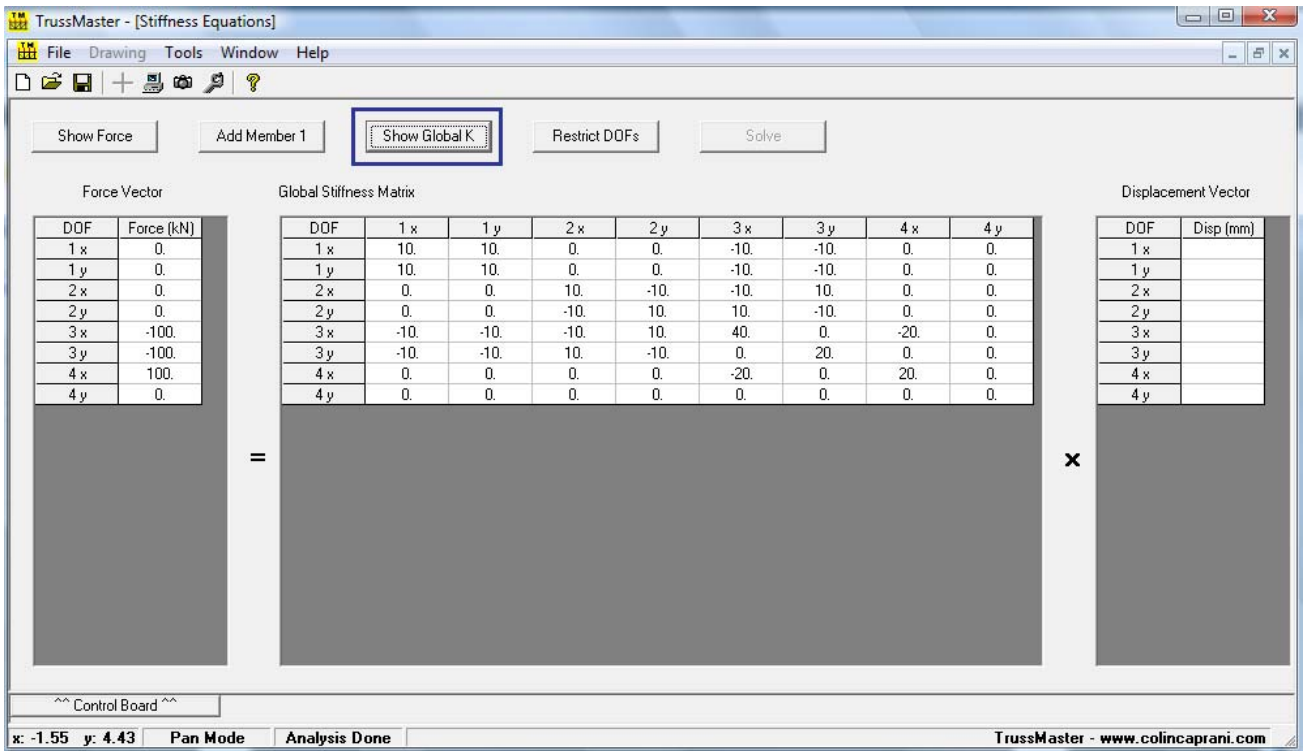 TrussMaster - [Stiffness Equations]
File Drawing Tools Window Help
Show Force Add Member 1 Show Global K Restrict DOFs Solve
Force Vector Global Stiffness Matrix Displacement Vector
DOF Force (kN) DOF 1 x 1 y 2 x 2 y 3 x 3 y 4 x 4 y DOF Disp (mm)
1 x 0. 1 x 10. 10. 0. 0. -10. -10. 0. 0. 1 x
1 y 0. 1 y 10. 10. 0. 0. -10. -10. 0. 0. 1 y
2 x 0. 2 x 0. 0. 10. -10. -10. 10. 0. 0. 2 x
2 y 0. 2 y 0. 0. -10. 10. 10. -10. 0. 0. 2 y
3 x -100. 3 x -10. -10. -10. 10. 40. 0. -20. 0. 3 x
3 y -100. 3 y -10. -10. 10. -10. 0. 20. 0. 0. 3 y
4 x 100. 4 x 0. 0. 0. 0. -20. 0. 20. 0. 4 x
4 y 0. 4 y 0. 0. 0. 0. 0. 0. 0. 0. 4 y
= x
^^ Control Board ^^
x: -1.55 y: 4.43 Pan Mode Analysis Done TrussMaster - www.colincaprani.com